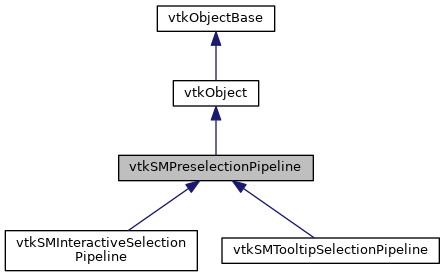 vtkObjectBase
vtkObject
vtkSMPreselectionPipeline
vtkSMInteractiveSelection
Pipeline
vtkSMTooltipSelectionPipeline